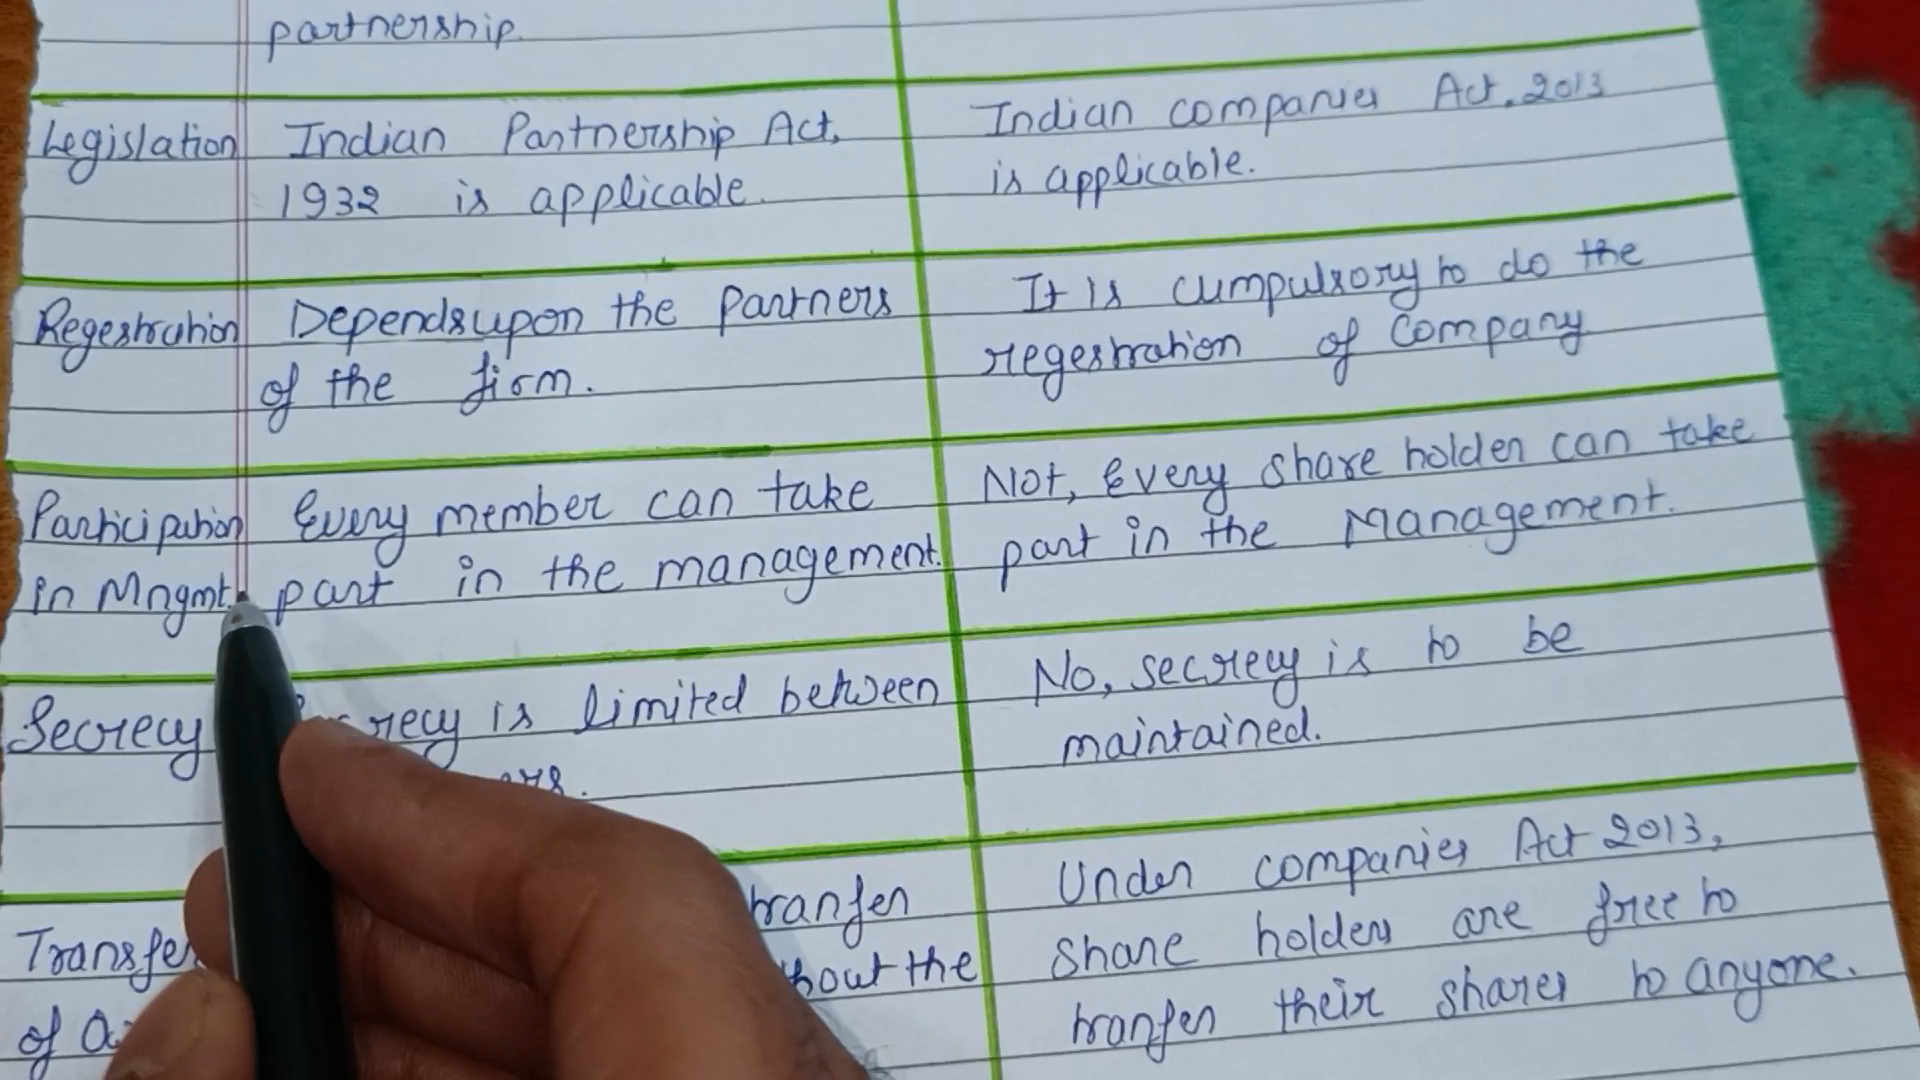 partnership.
Legislation Indian Partnership Act, Indian companies Act, 2013
1932 is applicable. is applicable.
Regestration Depends upon the partners It is cumpulsory to do the
of the firm. regestration of Company
Participation Every member can take Not, Every share holder can take
in Mngmt. part in the management. part in the Management.
Secrecy is limited between No, secrecy is to be
maintained.
tranfer Under companies Act 2013,
Transfer the share holders are free to
of tranfer their shares to anyone.